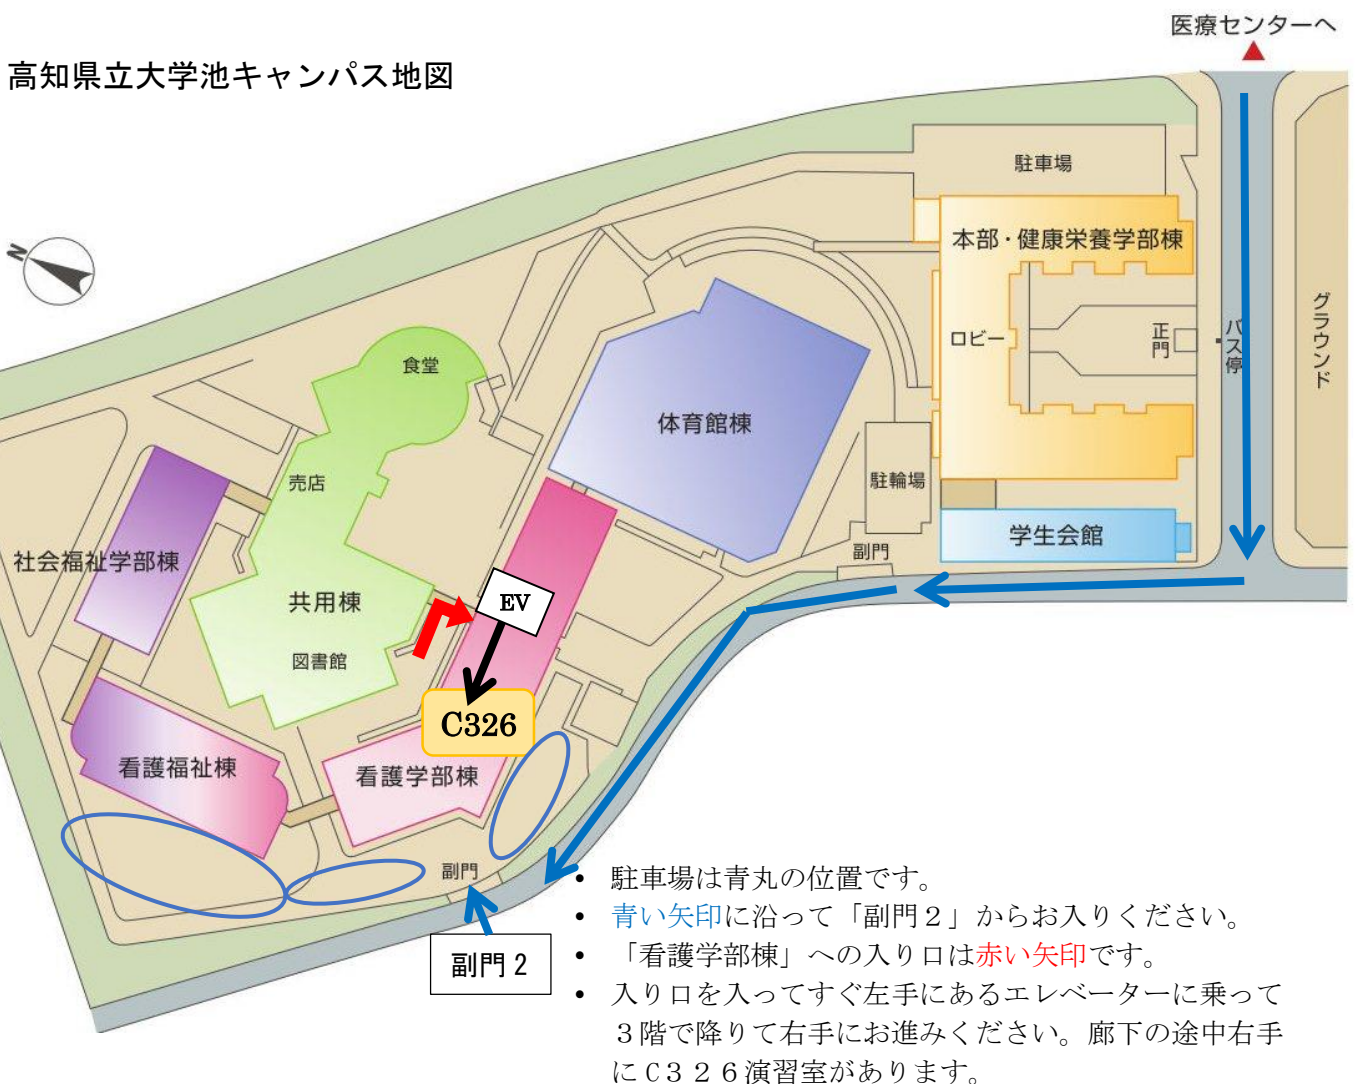 医療センターへ
高知県立大学池キャンパス地図
駐車場
本部・健康栄養学部棟
N
グラウンド
正門
バス停
ロビー
食堂
体育館棟
売店
駐輪場
学生会館
副門
社会福祉学部棟
共用棟
EV
図書館
C326
看護福祉棟
看護学部棟
副門
副門２
• 駐車場は青丸の位置です。
• 青い矢印に沿って「副門２」からお入りください。
• 「看護学部棟」への入り口は赤い矢印です。
• 入り口を入ってすぐ左手にあるエレベーターに乗って
３階で降りて右手にお進みください。廊下の途中右手
にC３２６演習室があります。